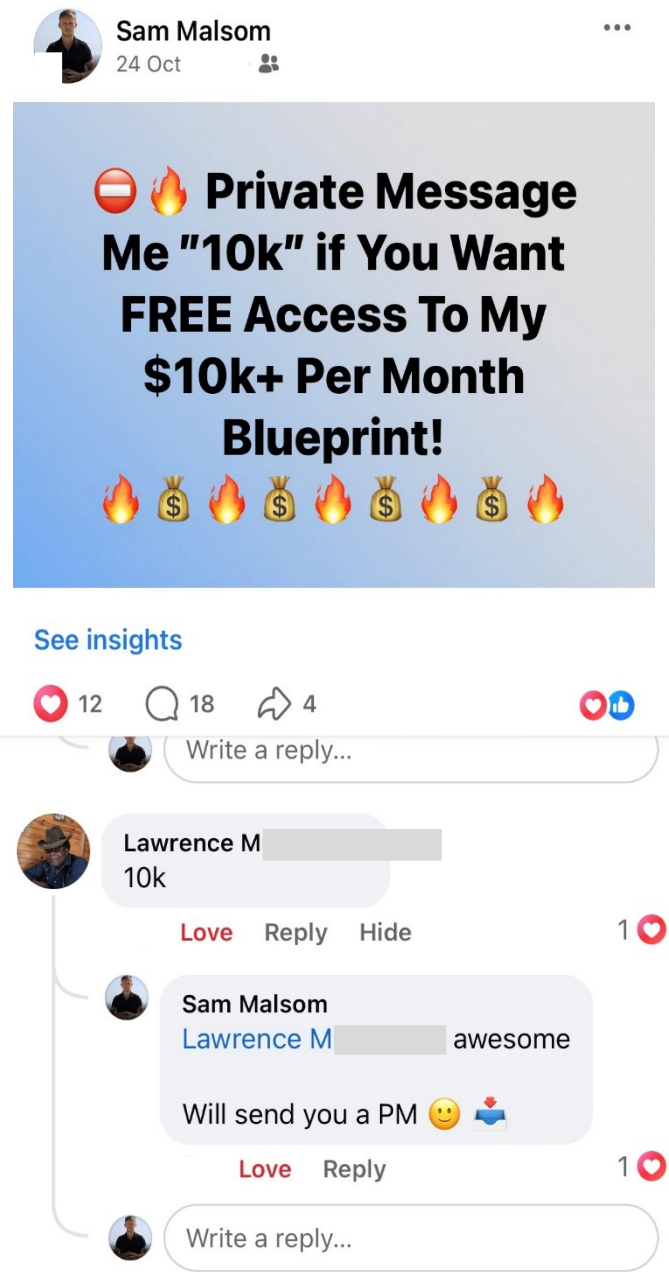 Sam Malsom
24 Oct
⛔🔥 Private Message
Me "10k" if You Want
FREE Access To My
$10k+ Per Month
Blueprint!
🔥💰🔥💰🔥💰🔥💰🔥
See insights
12 18 4
Write a reply...
Lawrence M
10k
Love Reply Hide 1
Sam Malsom
Lawrence M awesome
Will send you a PM 🙂 📥
Love Reply 1
Write a reply...